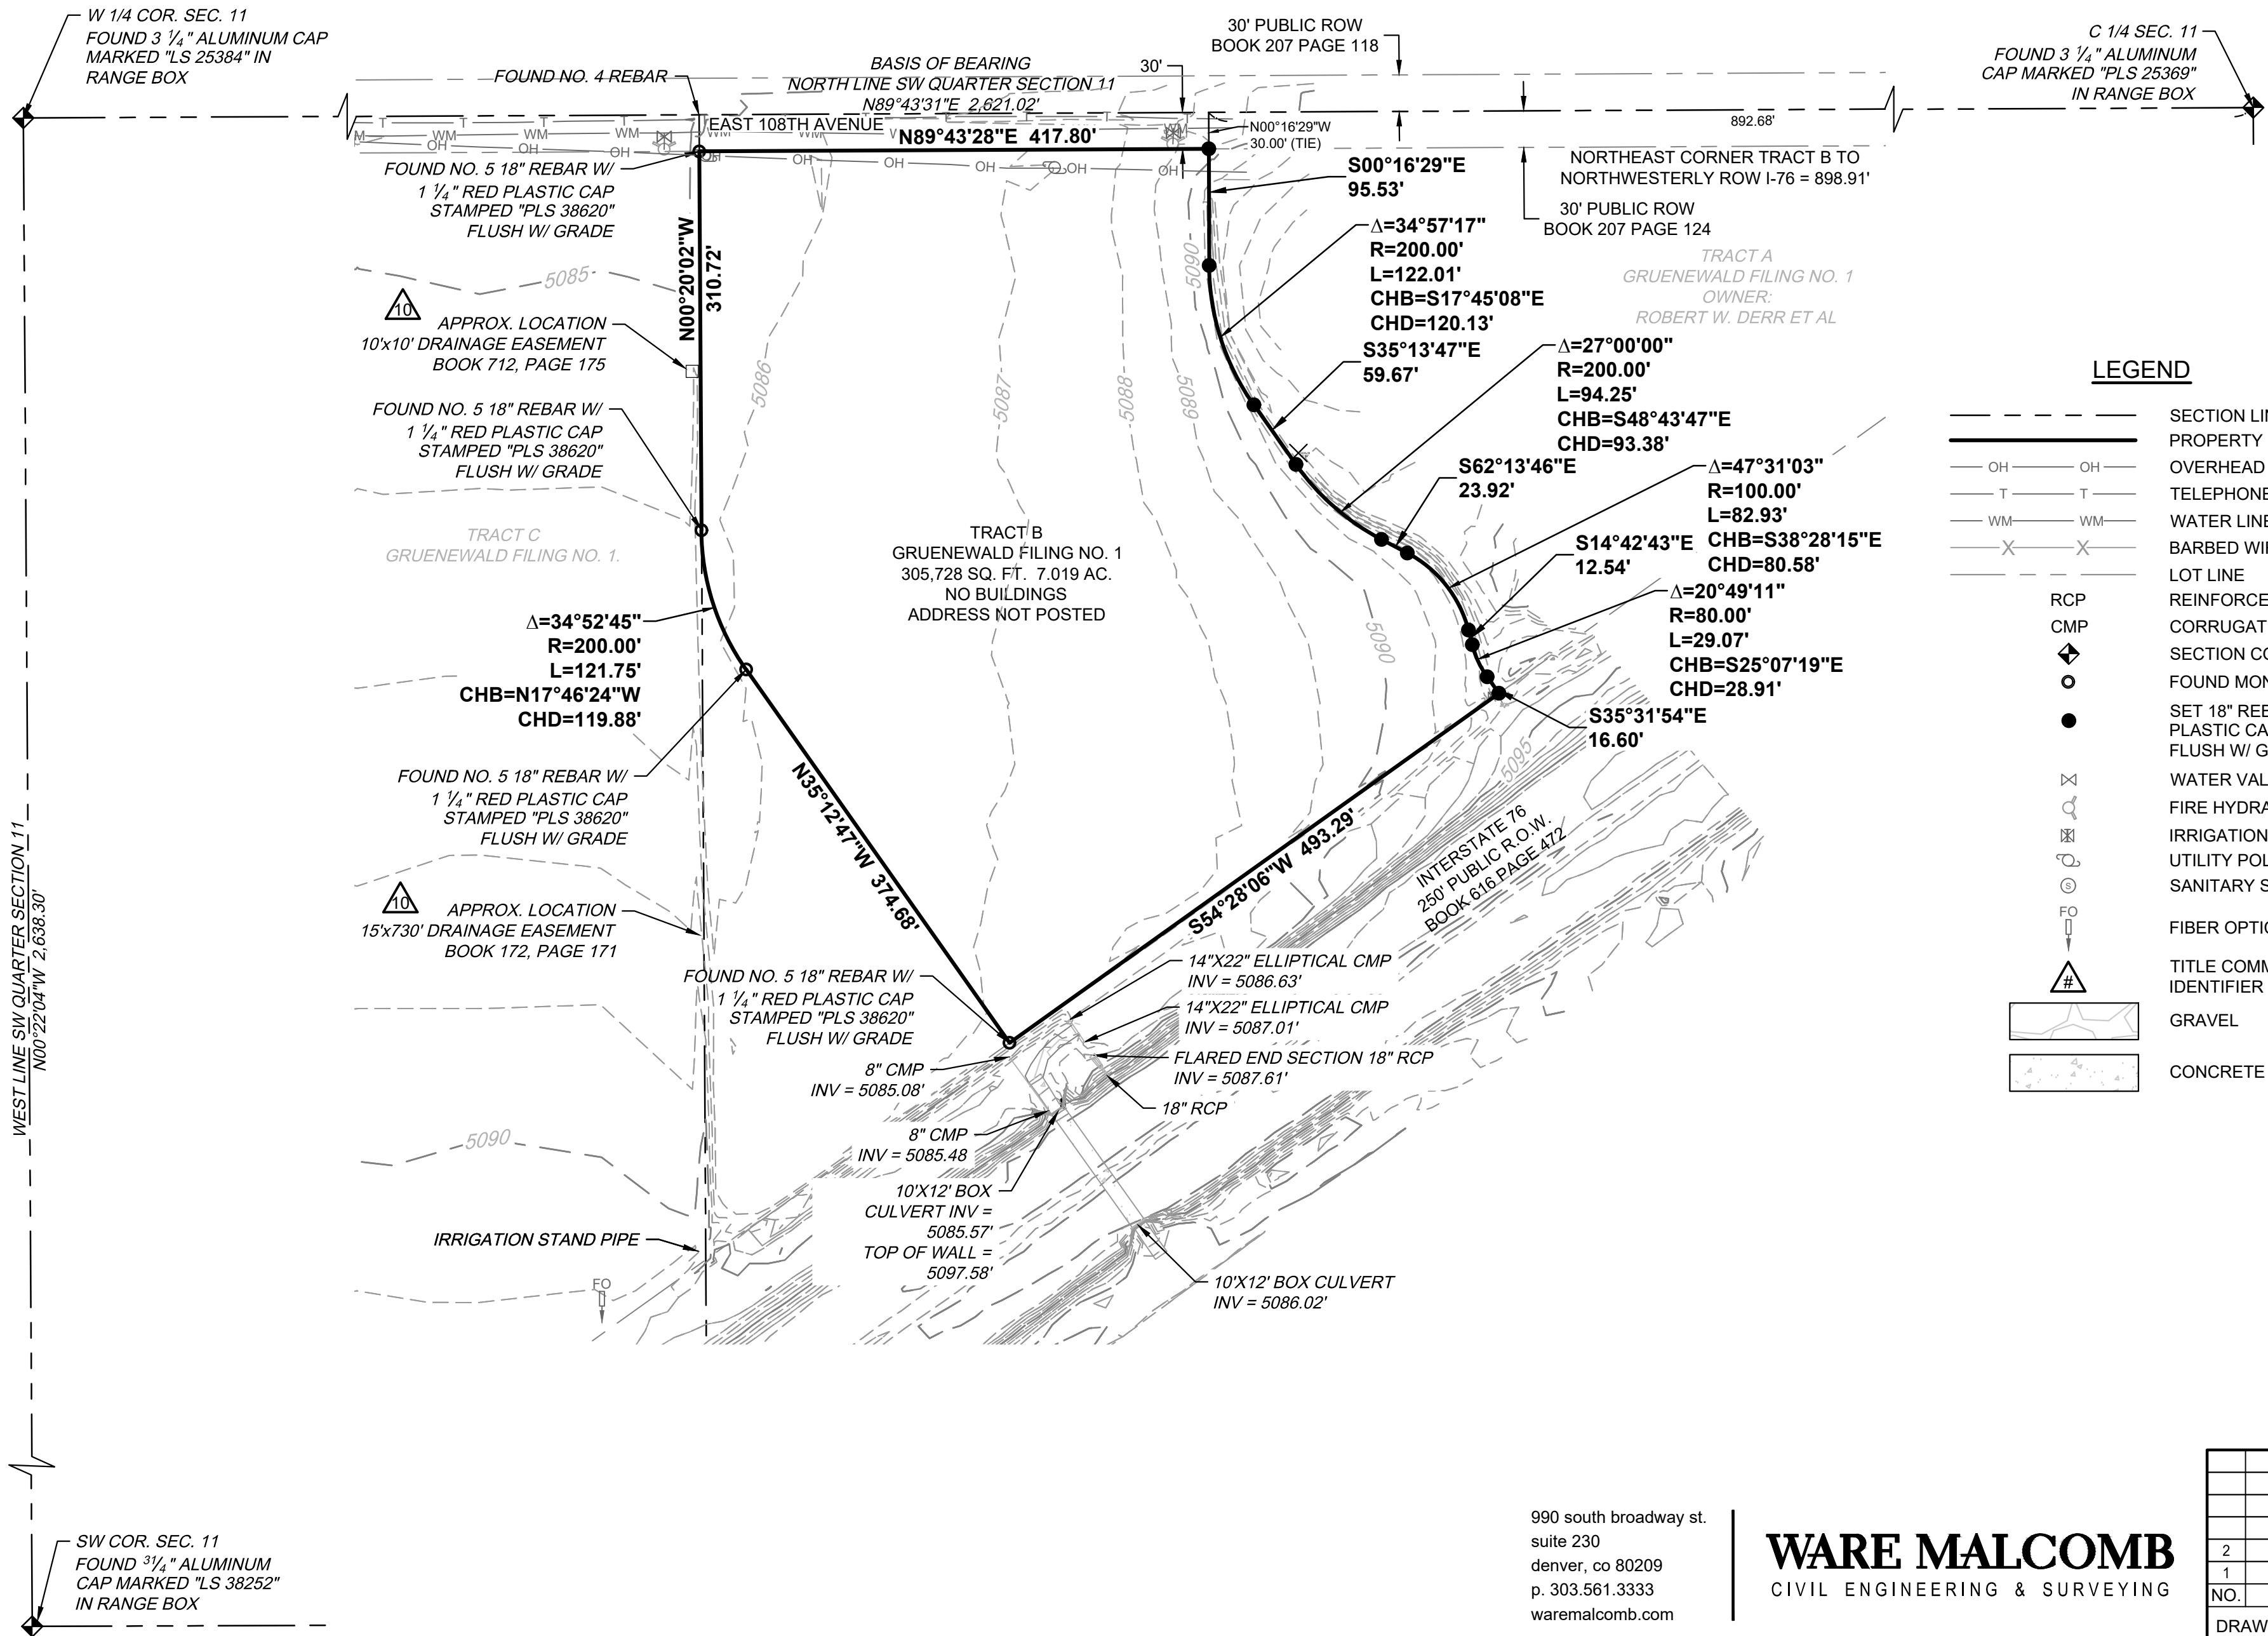 W 1/4 COR. SEC. 11
FOUND 3 1/4" ALUMINUM CAP
MARKED "LS 25384" IN
RANGE BOX
FOUND NO. 4 REBAR
BASIS OF BEARING
NORTH LINE SW QUARTER SECTION 11
N89°43'31"E 2,621.02'
30'
30' PUBLIC ROW
BOOK 207 PAGE 118
C 1/4 SEC. 11
FOUND 3 1/4" ALUMINUM
CAP MARKED "PLS 25369"
IN RANGE BOX
892.68'
EAST 108TH AVENUE
N89°43'28"E 417.80'
N00°16'29"W
30.00' (TIE)
T T T T T
WM WM WM WM
OH OH OH OH OH OH OH OH
FOUND NO. 5 18" REBAR W/
1 1/4" RED PLASTIC CAP
STAMPED "PLS 38620"
FLUSH W/ GRADE
N00°20'02"W
310.72'
S00°16'29"E
95.53'
NORTHEAST CORNER TRACT B TO
NORTHWESTERLY ROW I-76 = 898.91'
30' PUBLIC ROW
BOOK 207 PAGE 124
Δ=34°57'17"
R=200.00'
L=122.01'
CHB=S17°45'08"E
CHD=120.13'
TRACT A
GRUENEWALD FILING NO. 1
OWNER:
ROBERT W. DERR ET AL
5085
5086
5087
5088
5089
5090
10
APPROX. LOCATION
10'x10' DRAINAGE EASEMENT
BOOK 712, PAGE 175
S35°13'47"E
59.67'
Δ=27°00'00"
R=200.00'
L=94.25'
CHB=S48°43'47"E
CHD=93.38'
FOUND NO. 5 18" REBAR W/
1 1/4" RED PLASTIC CAP
STAMPED "PLS 38620"
FLUSH W/ GRADE
S62°13'46"E
23.92'
Δ=47°31'03"
R=100.00'
L=82.93'
CHB=S38°28'15"E
CHD=80.58'
TRACT C
GRUENEWALD FILING NO. 1.
TRACT B
GRUENEWALD FILING NO. 1
305,728 SQ. FT. 7.019 AC.
NO BUILDINGS
ADDRESS NOT POSTED
S14°42'43"E
12.54'
Δ=20°49'11"
R=80.00'
L=29.07'
CHB=S25°07'19"E
CHD=28.91'
5090
Δ=34°52'45"
R=200.00'
L=121.75'
CHB=N17°46'24"W
CHD=119.88'
S35°31'54"E
16.60'
5095
FOUND NO. 5 18" REBAR W/
1 1/4" RED PLASTIC CAP
STAMPED "PLS 38620"
FLUSH W/ GRADE
N35°12'47"W 374.68'
S54°28'06"W 493.29'
INTERSTATE 76
250' PUBLIC R.O.W.
BOOK 616 PAGE 472
10
APPROX. LOCATION
15'x730' DRAINAGE EASEMENT
BOOK 172, PAGE 171
FOUND NO. 5 18" REBAR W/
1 1/4" RED PLASTIC CAP
STAMPED "PLS 38620"
FLUSH W/ GRADE
14"X22" ELLIPTICAL CMP
INV = 5086.63'
14"X22" ELLIPTICAL CMP
INV = 5087.01'
FLARED END SECTION 18" RCP
INV = 5087.61'
18" RCP
8" CMP
INV = 5085.08'
8" CMP
INV = 5085.48
10'X12' BOX
CULVERT INV =
5085.57'
TOP OF WALL =
5097.58'
10'X12' BOX CULVERT
INV = 5086.02'
5090
IRRIGATION STAND PIPE
FO
WEST LINE SW QUARTER SECTION 11
N00°22'04"W 2,638.30'
SW COR. SEC. 11
FOUND 31/4" ALUMINUM
CAP MARKED "LS 38252"
IN RANGE BOX
LEGEND
SECTION LI
PROPERTY
OH OH OVERHEAD
T T TELEPHONE
WM WM WATER LINE
X X BARBED WI
LOT LINE
RCP REINFORCE
CMP CORRUGAT
SECTION CO
FOUND MON
SET 18" REB
PLASTIC CA
FLUSH W/ G
WATER VAL
FIRE HYDRA
IRRIGATION
UTILITY POL
S SANITARY S
FO
FIBER OPTIC
# TITLE COMM
IDENTIFIER
GRAVEL
CONCRETE
990 south broadway st.
suite 230
denver, co 80209
p. 303.561.3333
waremalcomb.com
WARE MALCOMB
CIVIL ENGINEERING & SURVEYING
2
1
NO.
DRAW